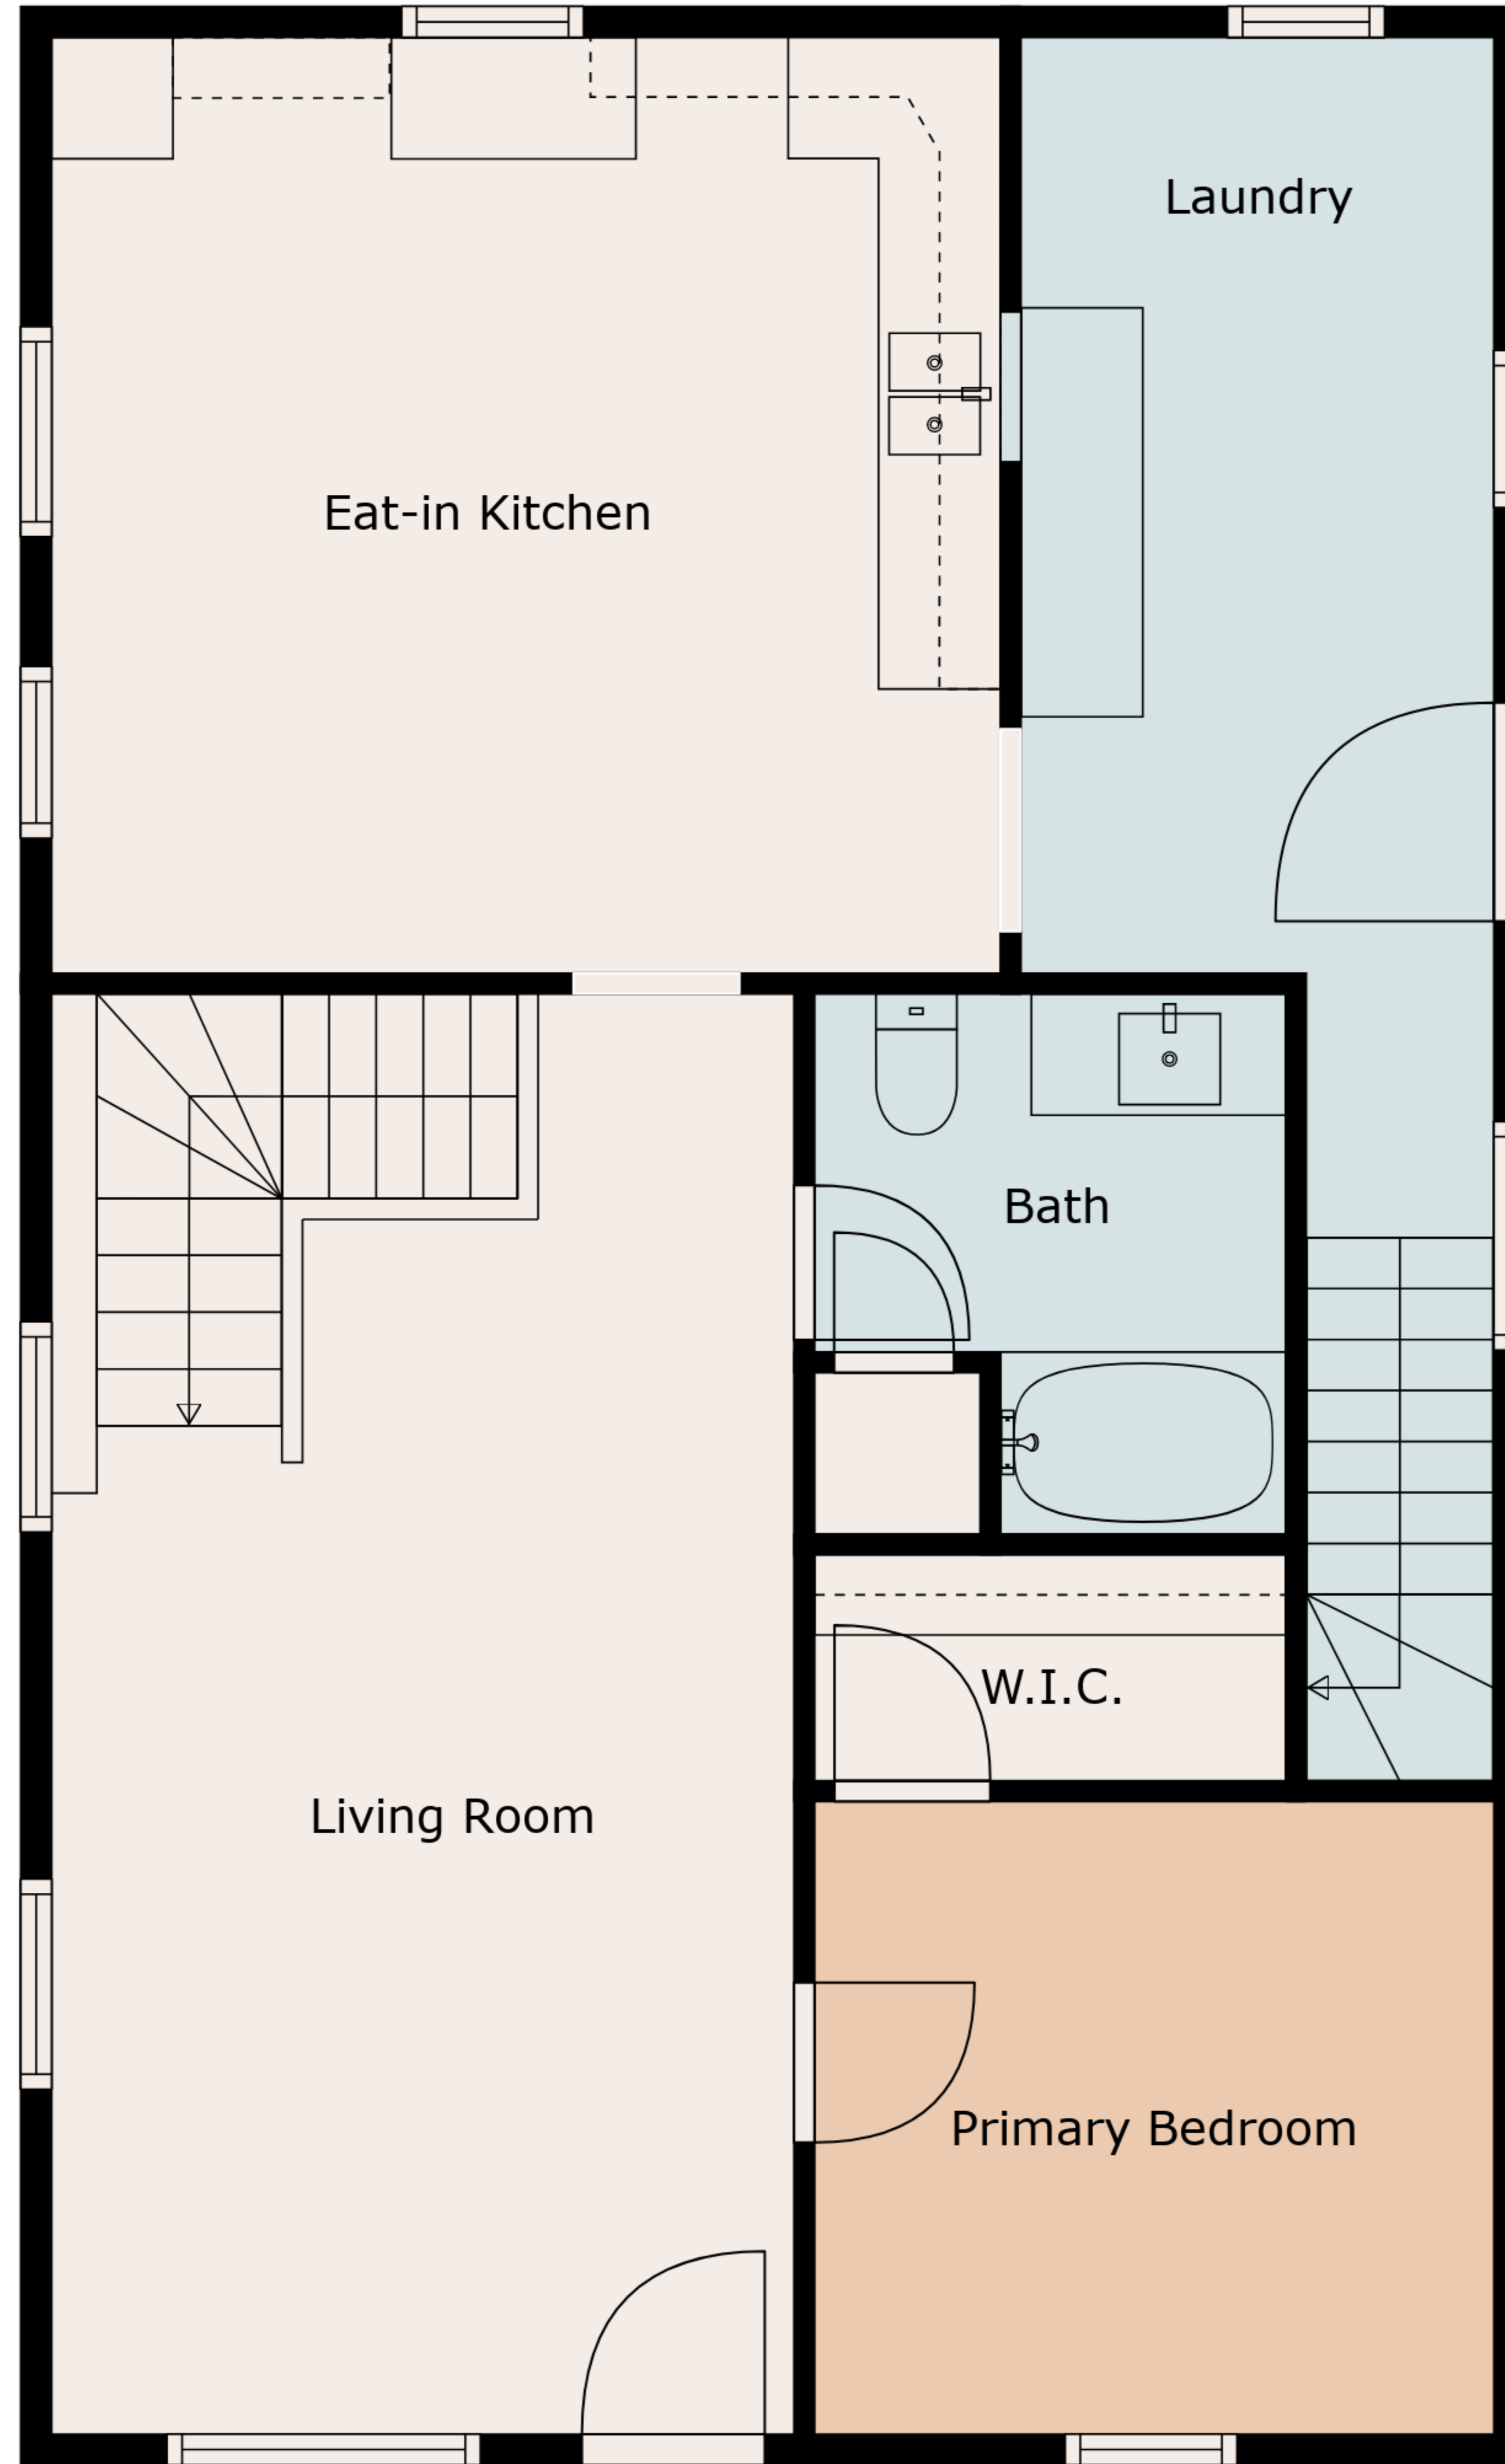 Laundry
Eat-in Kitchen
Bath
W.I.C.
Living Room
Primary Bedroom